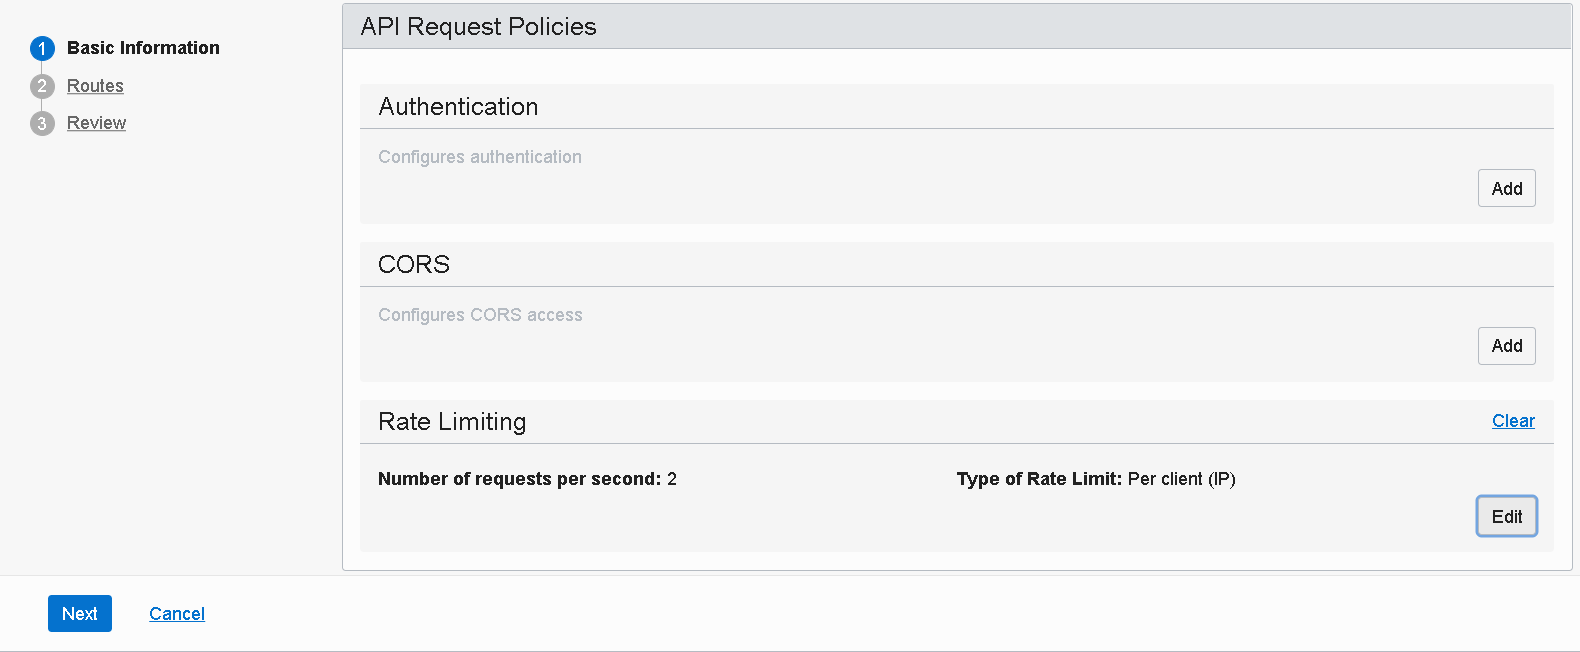 1 Basic Information
2 Routes
3 Review
API Request Policies
Authentication
Configures authentication
Add
CORS
Configures CORS access
Add
Rate Limiting
Clear
Number of requests per second: 2
Type of Rate Limit: Per client (IP)
Edit
Next
Cancel